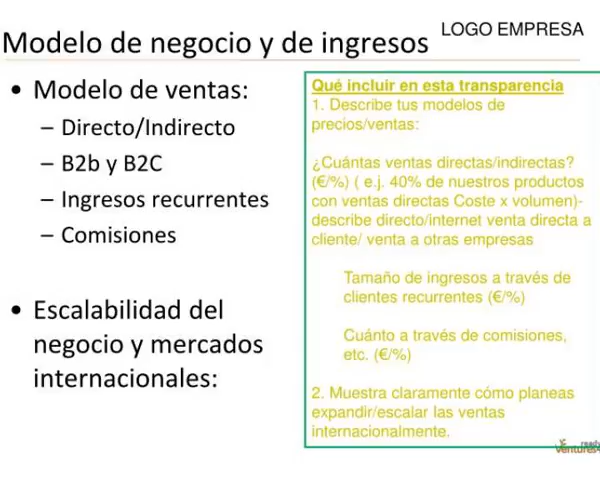 LOGO EMPRESA
Modelo de negocio y de ingresos
• Modelo de ventas:
– Directo/Indirecto
– B2b y B2C
– Ingresos recurrentes
– Comisiones
• Escalabilidad del
negocio y mercados
internacionales:
Qué incluir en esta transparencia
1. Describe tus modelos de
precios/ventas:
¿Cuántas ventas directas/indirectas?
(€/%) ( e.j. 40% de nuestros productos
con ventas directas Coste x volumen)-
describe directo/internet venta directa a
cliente/ venta a otras empresas
Tamaño de ingresos a través de
clientes recurrentes (€/%)
Cuánto a través de comisiones,
etc. (€/%)
2. Muestra claramente cómo planeas
expandir/escalar las ventas
internacionalmente.